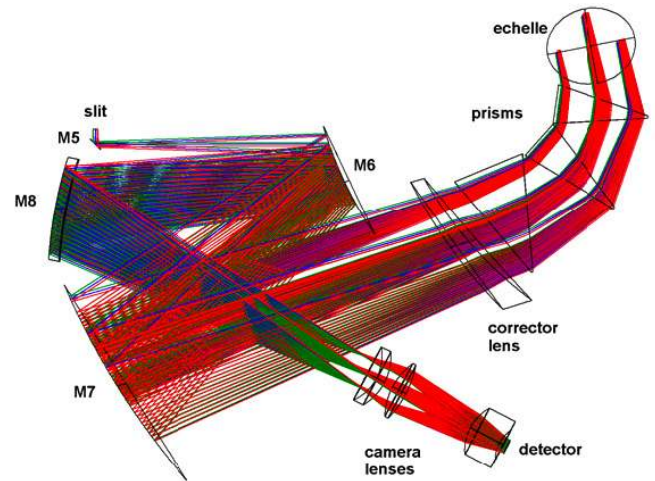 echelle
slit
prisms
M5
M6
M8
corrector
lens
M7
camera
lenses
detector